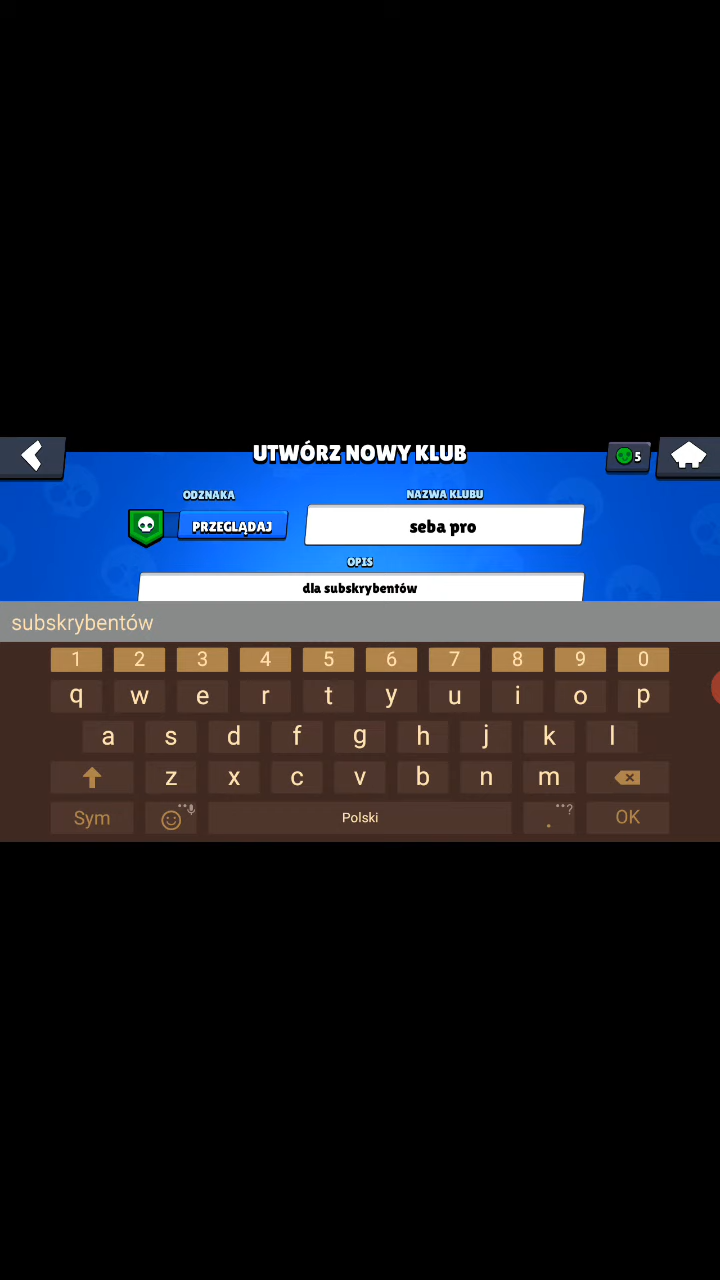 UTWÓRZ NOWY KLUB
5
ODZNAKA
NAZWA KLUBU
PRZEGLĄDAJ
seba pro
OPIS
dla subskrybentów
subskrybentów
1 2 3 4 5 6 7 8 9 0
q w e r t y u i o p
a s d f g h j k l
z x c v b n m
Sym Polski . ? OK